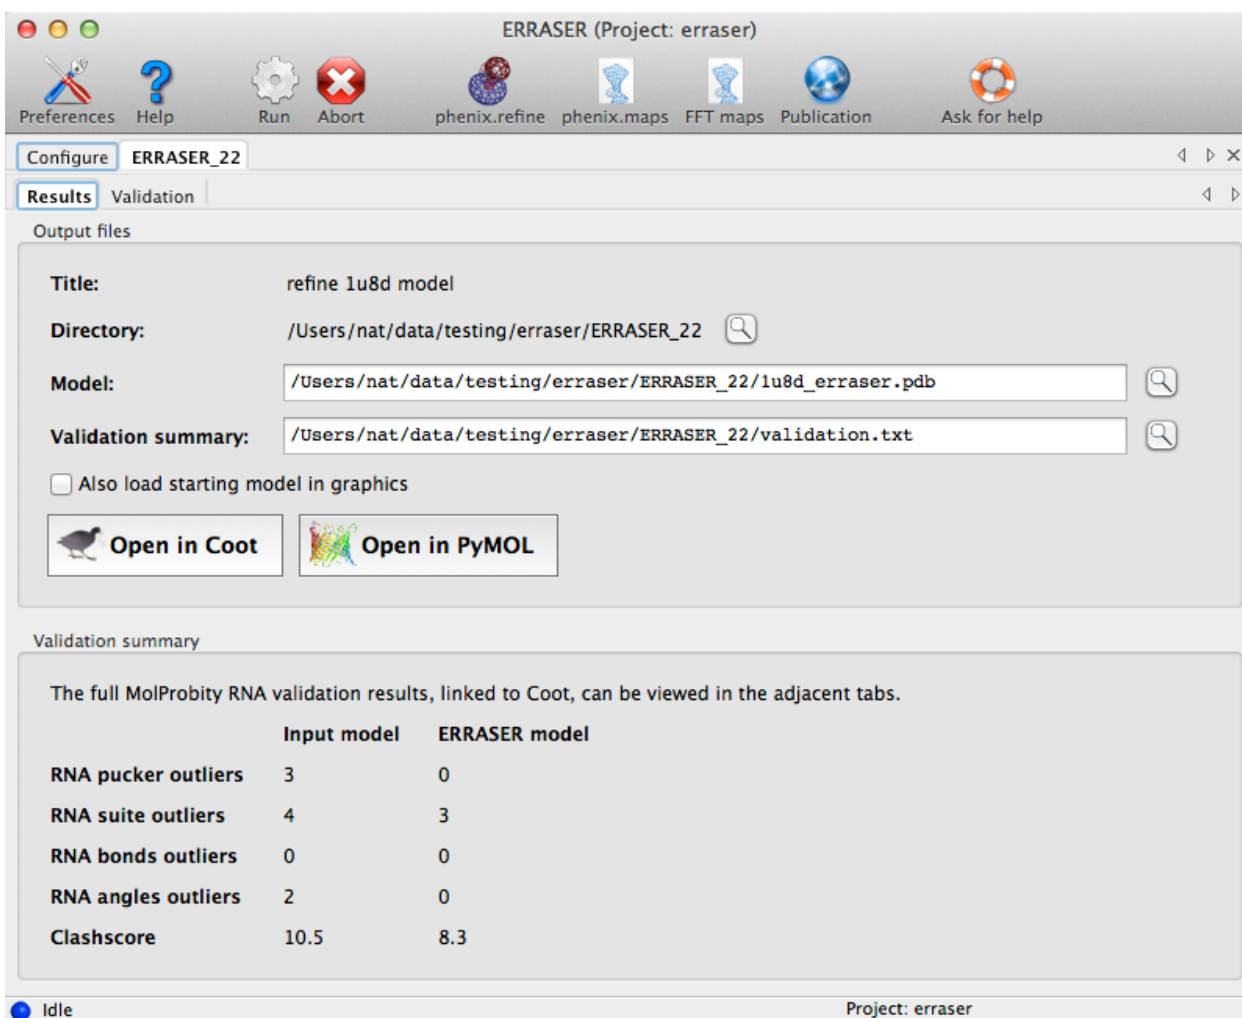 ERRASER (Project: erraser)
Preferences Help Run Abort phenix.refine phenix.maps FFT maps Publication Ask for help
Configure ERRASER_22
Results Validation
Output files
Title: refine 1u8d model
Directory: /Users/nat/data/testing/erraser/ERRASER_22
Model: /Users/nat/data/testing/erraser/ERRASER_22/1u8d_erraser.pdb
Validation summary: /Users/nat/data/testing/erraser/ERRASER_22/validation.txt
Also load starting model in graphics
Open in Coot Open in PyMOL
Validation summary
The full MolProbity RNA validation results, linked to Coot, can be viewed in the adjacent tabs.
Input model ERRASER model
RNA pucker outliers 3 0
RNA suite outliers 4 3
RNA bonds outliers 0 0
RNA angles outliers 2 0
Clashscore 10.5 8.3
Idle Project: erraser